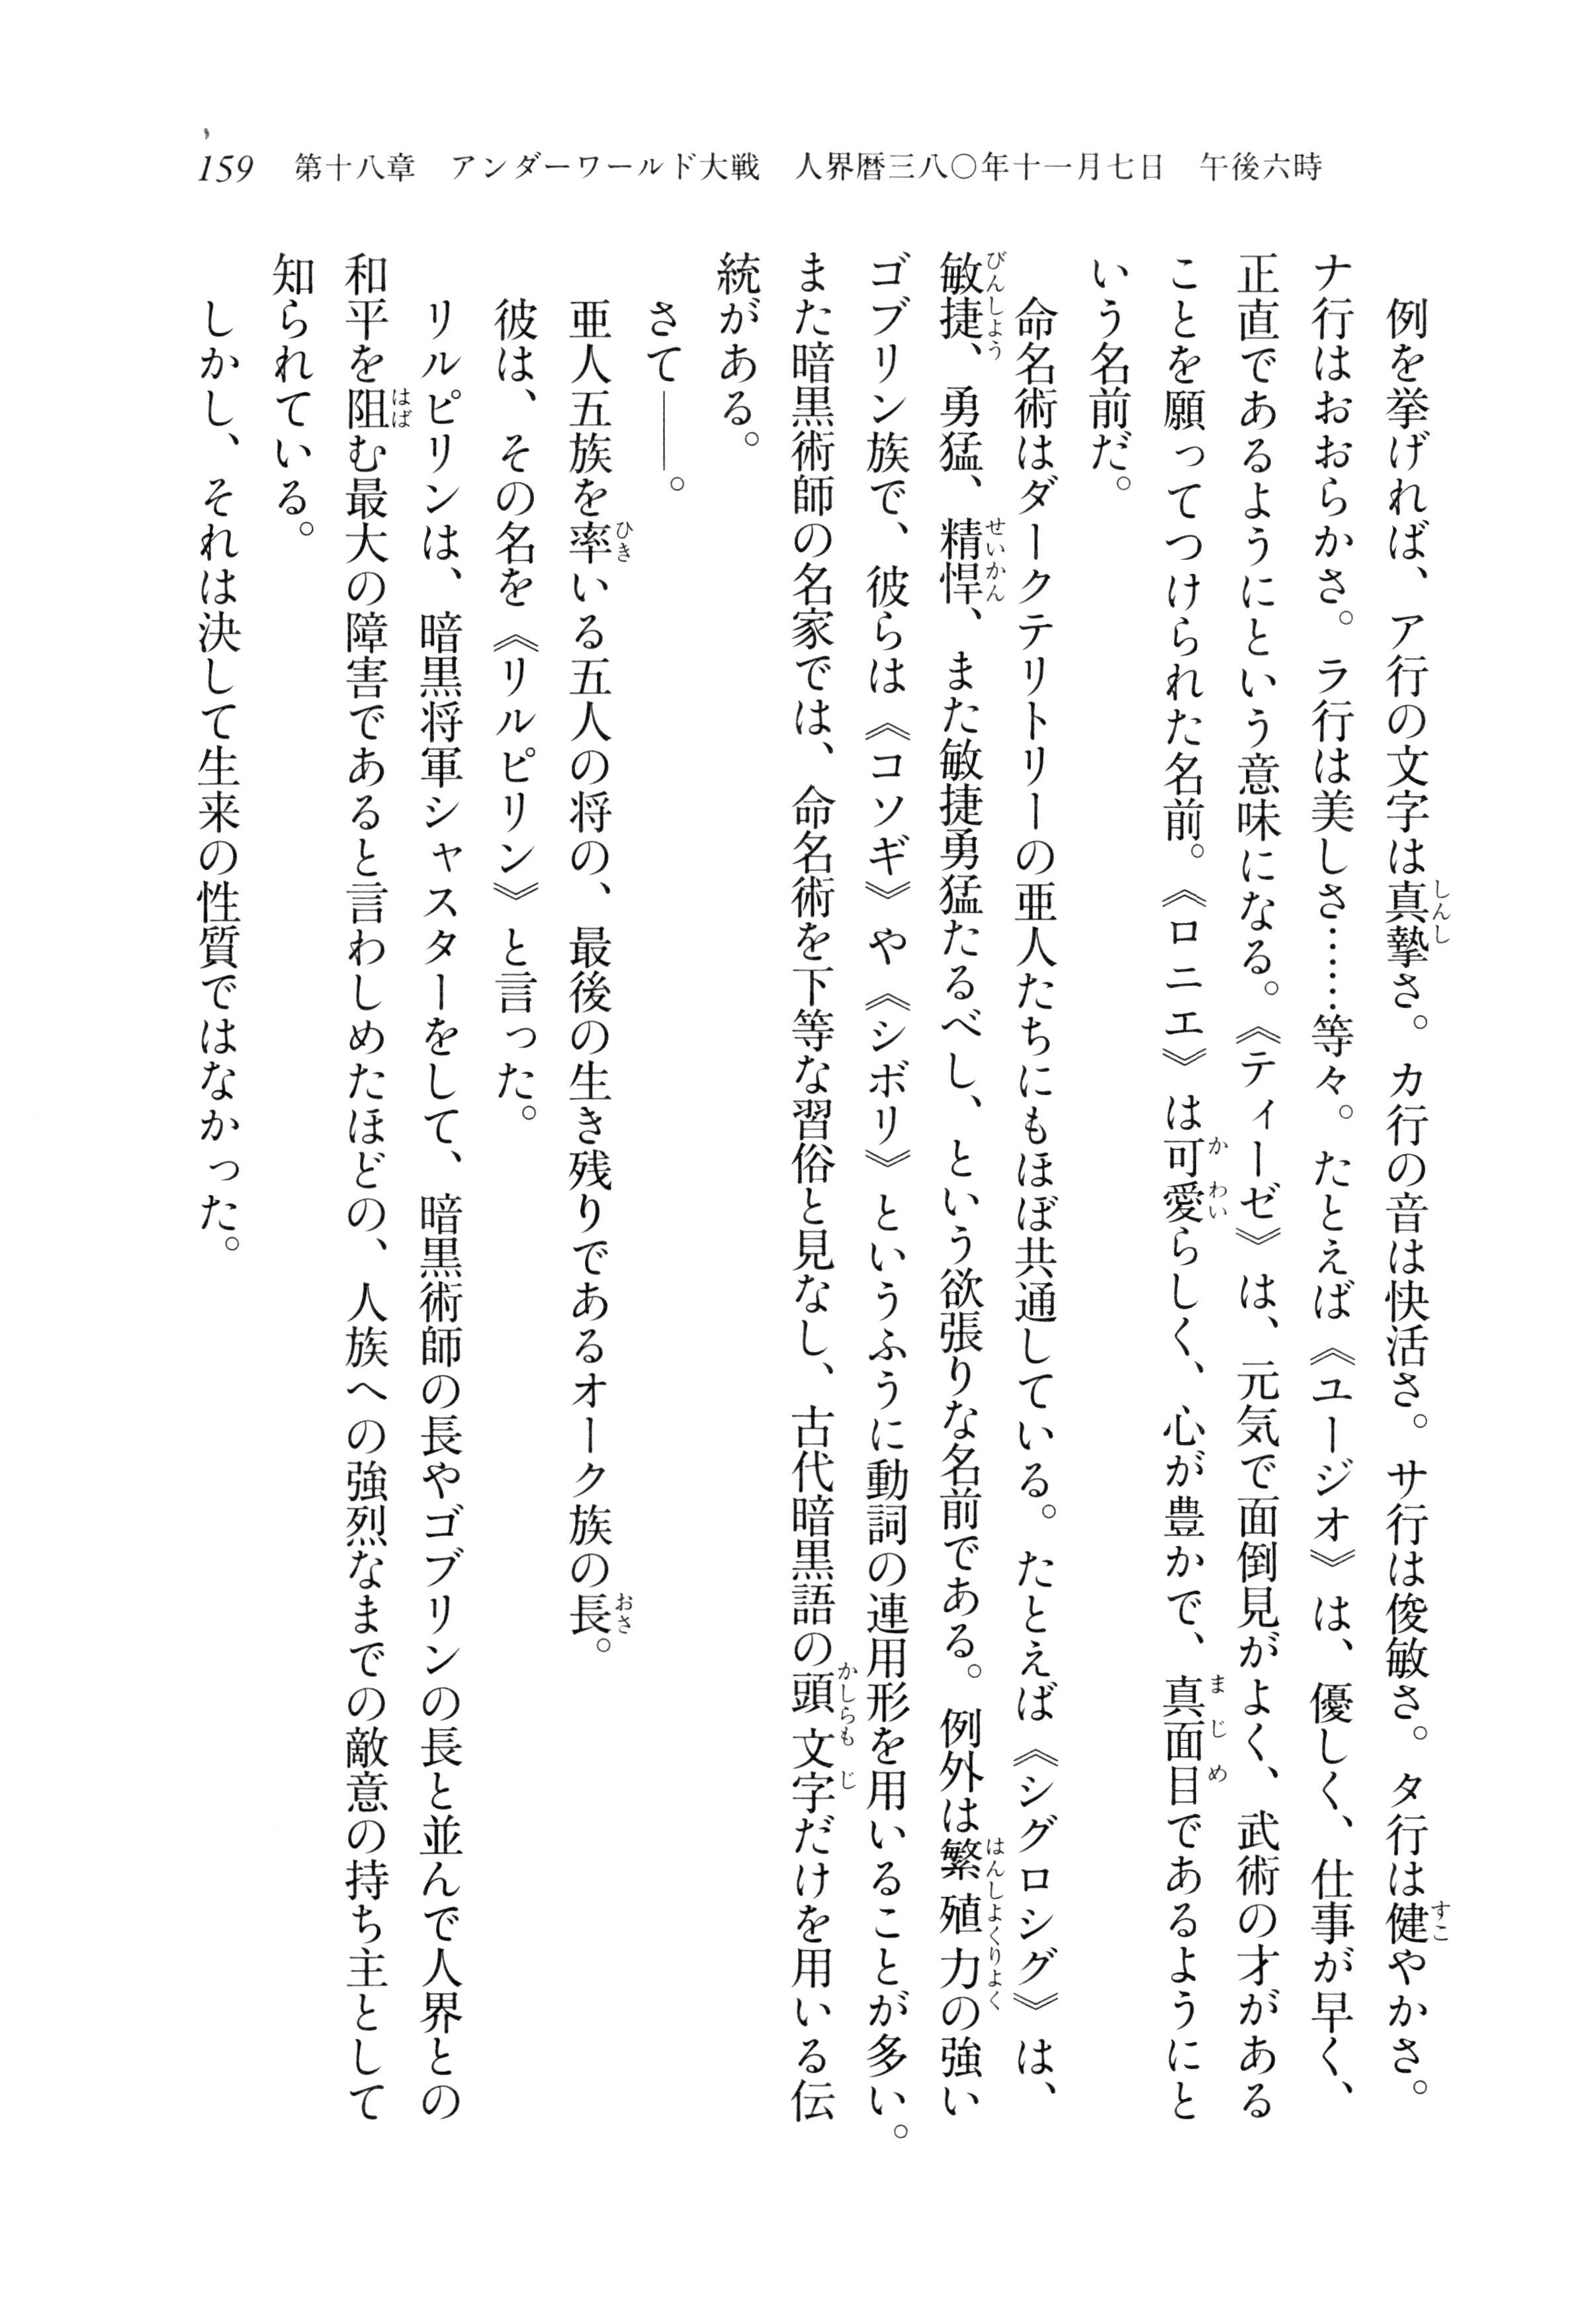 159　第十八章　アンダーワールド大戦　人界暦三八〇年十一月七日　午後六時
　例を挙げれば、ア行の文字は真摯さ。カ行の音は快活さ。サ行は俊敏さ。タ行は健やかさ。
ナ行はおおらかさ。ラ行は美しさ……等々。たとえば《ユージオ》は、優しく、仕事が早く、
正直であるようにという意味になる。《ティーゼ》は、元気で面倒見がよく、武術の才がある
ことを願ってつけられた名前。《ロニエ》は可愛らしく、心が豊かで、真面目であるようにと
いう名前だ。
　命名術はダークテリトリーの亜人たちにもほぼ共通している。たとえば《シグロシグ》は、
敏捷、勇猛、精悍、また敏捷勇猛たるべし、という欲張りな名前である。例外は繁殖力の強い
ゴブリン族で、彼らは《コソギ》や《シボリ》というふうに動詞の連用形を用いることが多い。
また暗黒術師の名家では、命名術を下等な習俗と見なし、古代暗黒語の頭文字だけを用いる伝
統がある。
　さて――。
　亜人五族を率いる五人の将の、最後の生き残りであるオーク族の長。
　彼は、その名を《リルピリン》と言った。
　リルピリンは、暗黒将軍シャスターをして、暗黒術師の長やゴブリンの長と並んで人界との
和平を阻む最大の障害であると言わしめたほどの、人族への強烈なまでの敵意の持ち主として
知られている。
　しかし、それは決して生来の性質ではなかった。